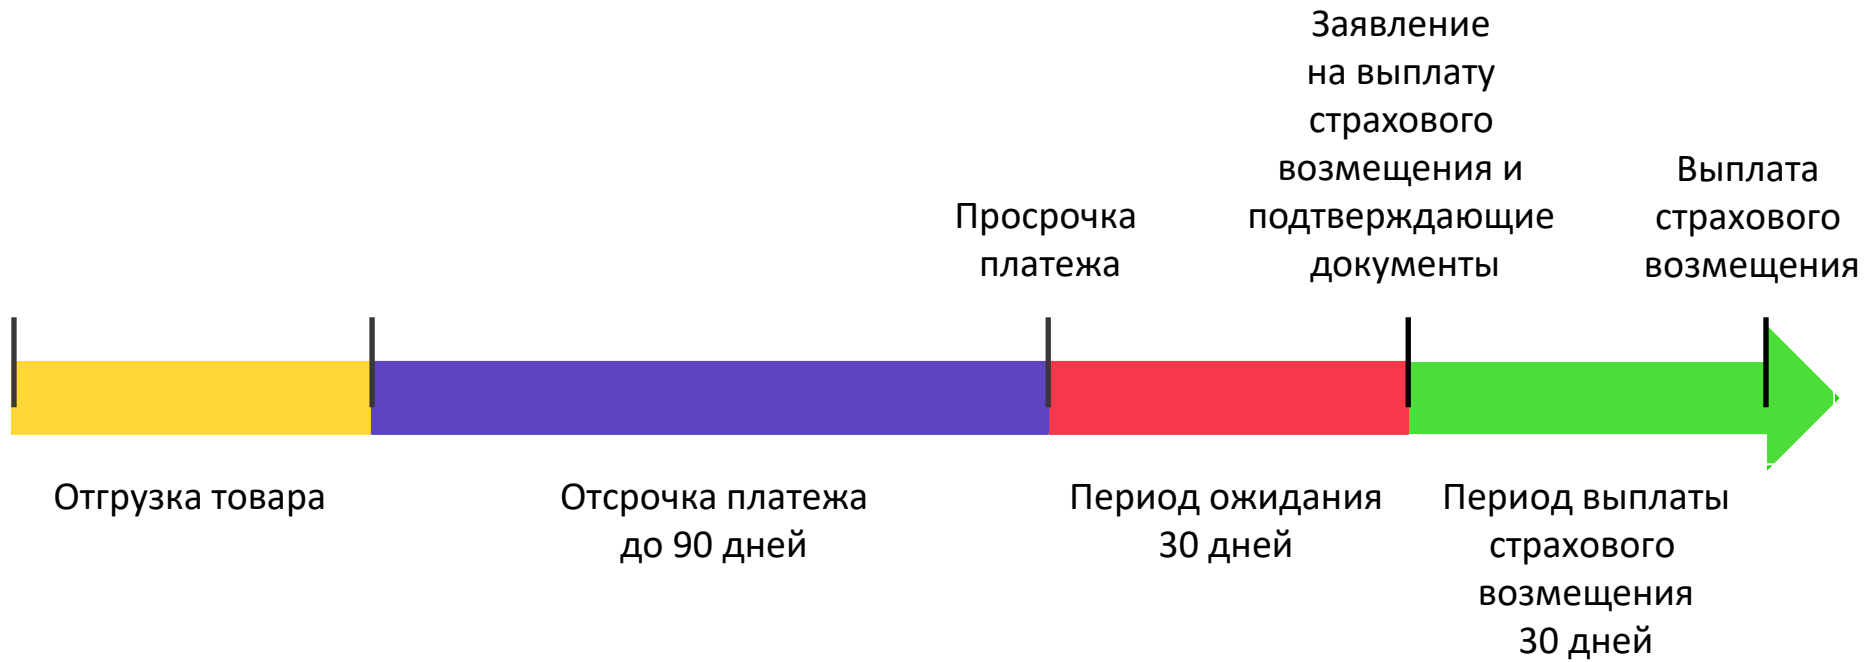 Заявление
на выплату
страхового
возмещения и
подтверждающие
документы
Просрочка
платежа
Выплата
страхового
возмещения
Отгрузка товара
Отсрочка платежа
до 90 дней
Период ожидания
30 дней
Период выплаты
страхового
возмещения
30 дней